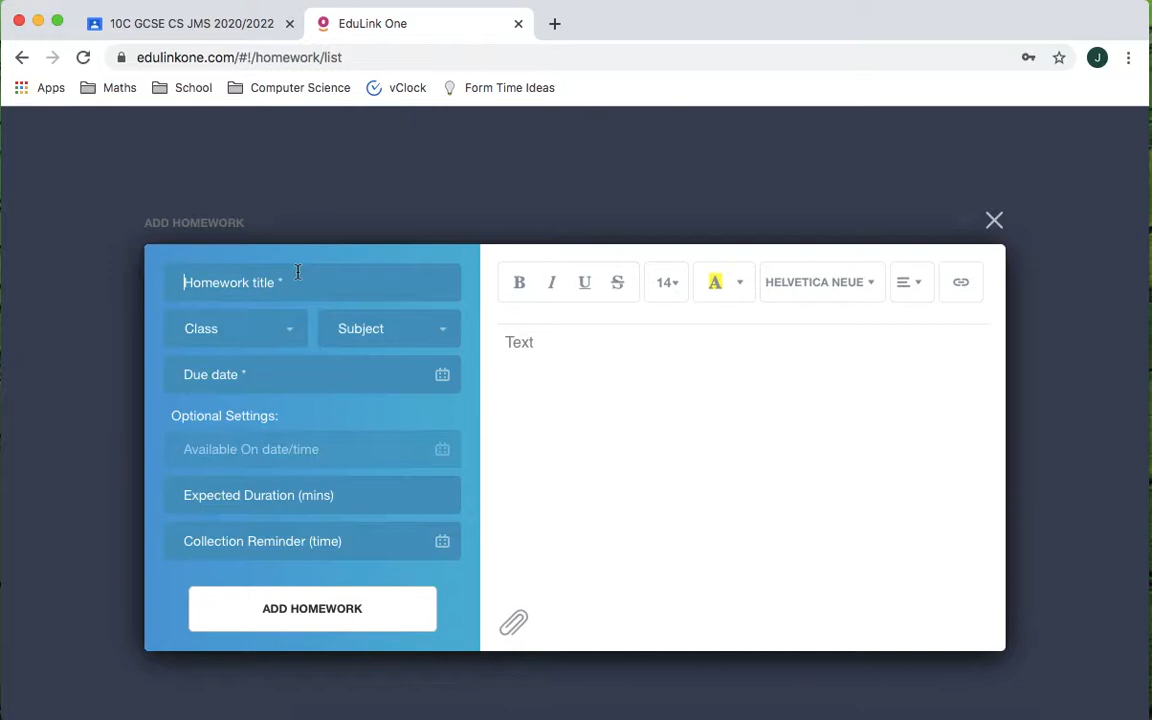 10C GCSE CS JMS 2020/2022
EduLink One
edulinkone.com/#!/homework/list
J
Apps
Maths
School
Computer Science
vClock
Form Time Ideas
ADD HOMEWORK
Homework title *
B I U S 14 A HELVETICA NEUE
Class
Subject
Text
Due date *
Optional Settings:
Available On date/time
Expected Duration (mins)
Collection Reminder (time)
ADD HOMEWORK